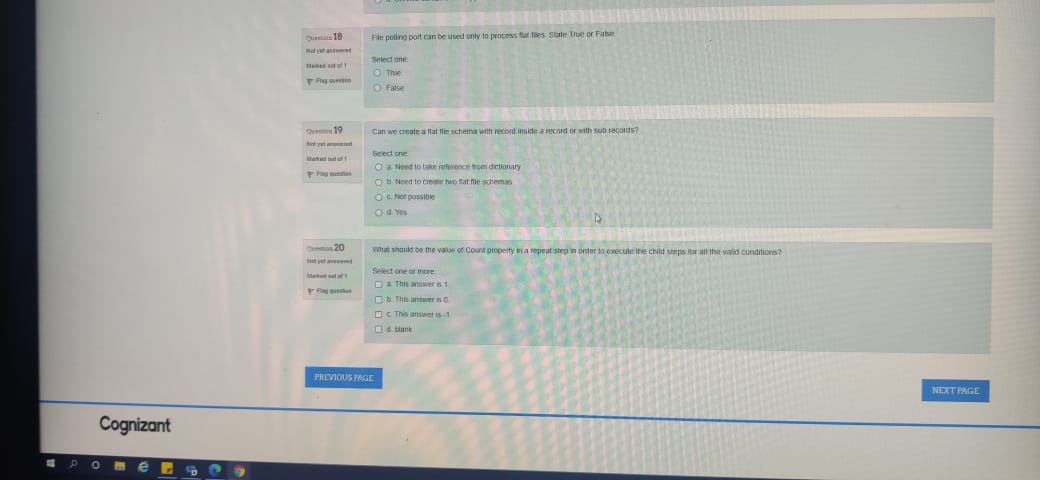 Question 18
Not yet answered
Marked out of 1
Flag question
File polling port can be used only to process flat files. State True or False
Select one:
True
False
Question 19
Not yet answered
Marked out of 1
Flag question
Can we create a flat file schema with record inside a record or with sub records?
Select one:
a. Need to take reference from dictionary
b. Need to create two flat file schemas
c. Not possible
d. Yes
Question 20
Not yet answered
Marked out of 1
Flag question
What should be the value of Count property in a repeat step in order to execute the child steps for all the valid conditions?
Select one or more:
a. This answer is 1
b. This answer is 0.
c. This answer is -1
d. blank
PREVIOUS PAGE
NEXT PAGE
Cognizant